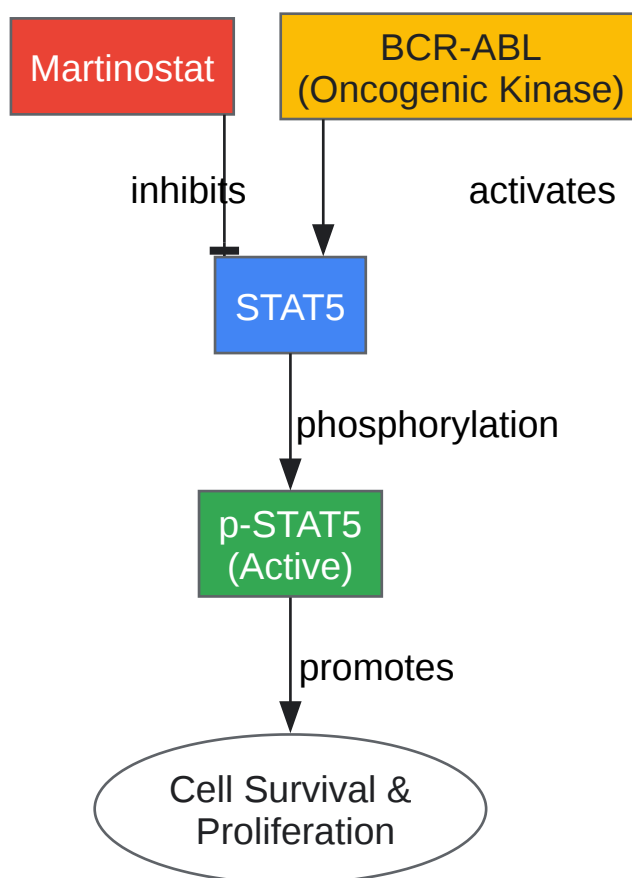 Martinostat
BCR-ABL
(Oncogenic Kinase)
inhibits
activates
STAT5
phosphorylation
p-STAT5
(Active)
promotes
Cell Survival &
Proliferation